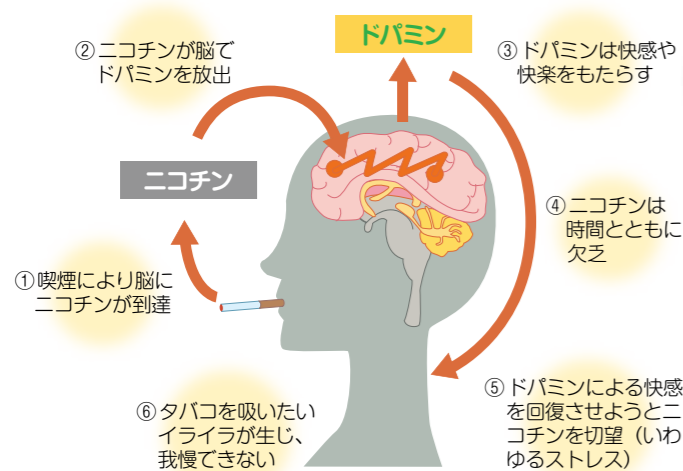 ドパミン
② ニコチンが脳で
ドパミンを放出
③ ドパミンは快感や
快楽をもたらす
ニコチン
④ ニコチンは
時間とともに
欠乏
① 喫煙により脳に
ニコチンが到達
⑤ ドパミンによる快感
を回復させようとニ
コチンを切望（いわ
ゆるストレス）
⑥ タバコを吸いたい
イライラが生じ、
我慢できない